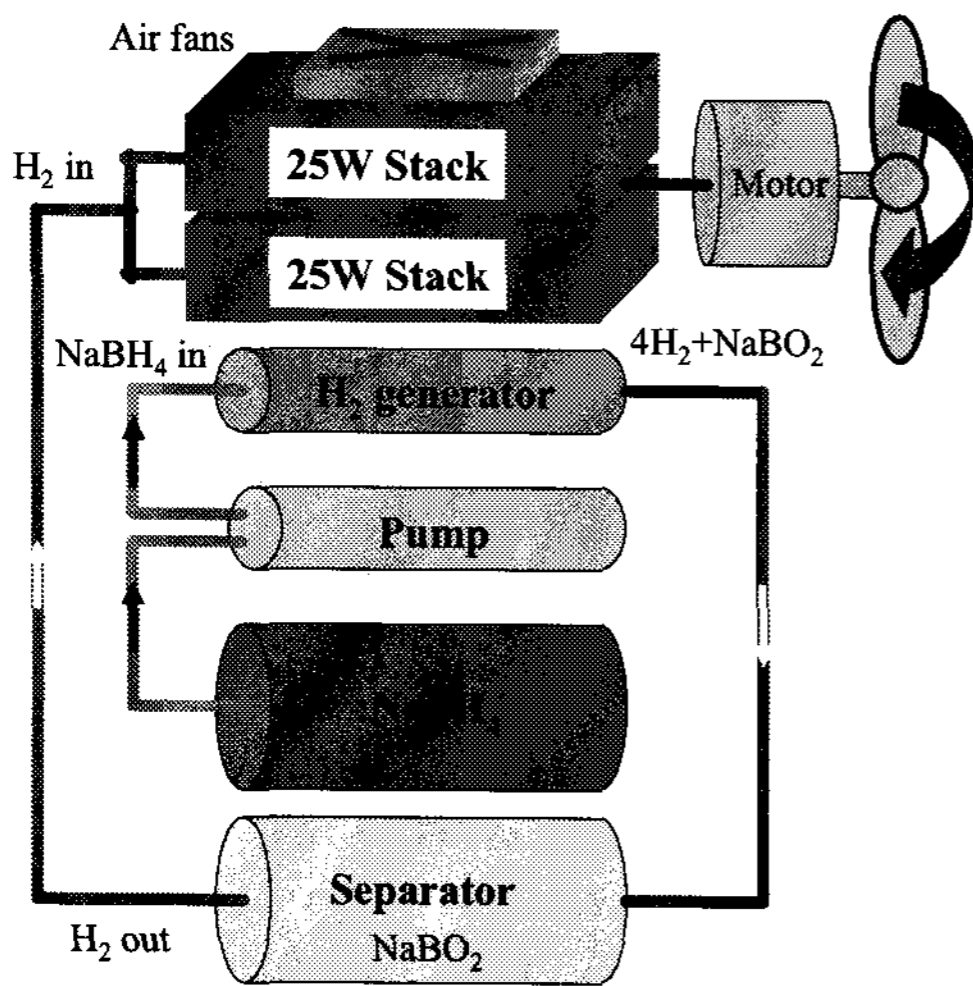 Air fans
H₂ in
25W Stack
25W Stack
Motor
NaBH₄ in
4H₂+NaBO₂
H₂ generator
Pump
Separator
NaBO₂
H₂ out